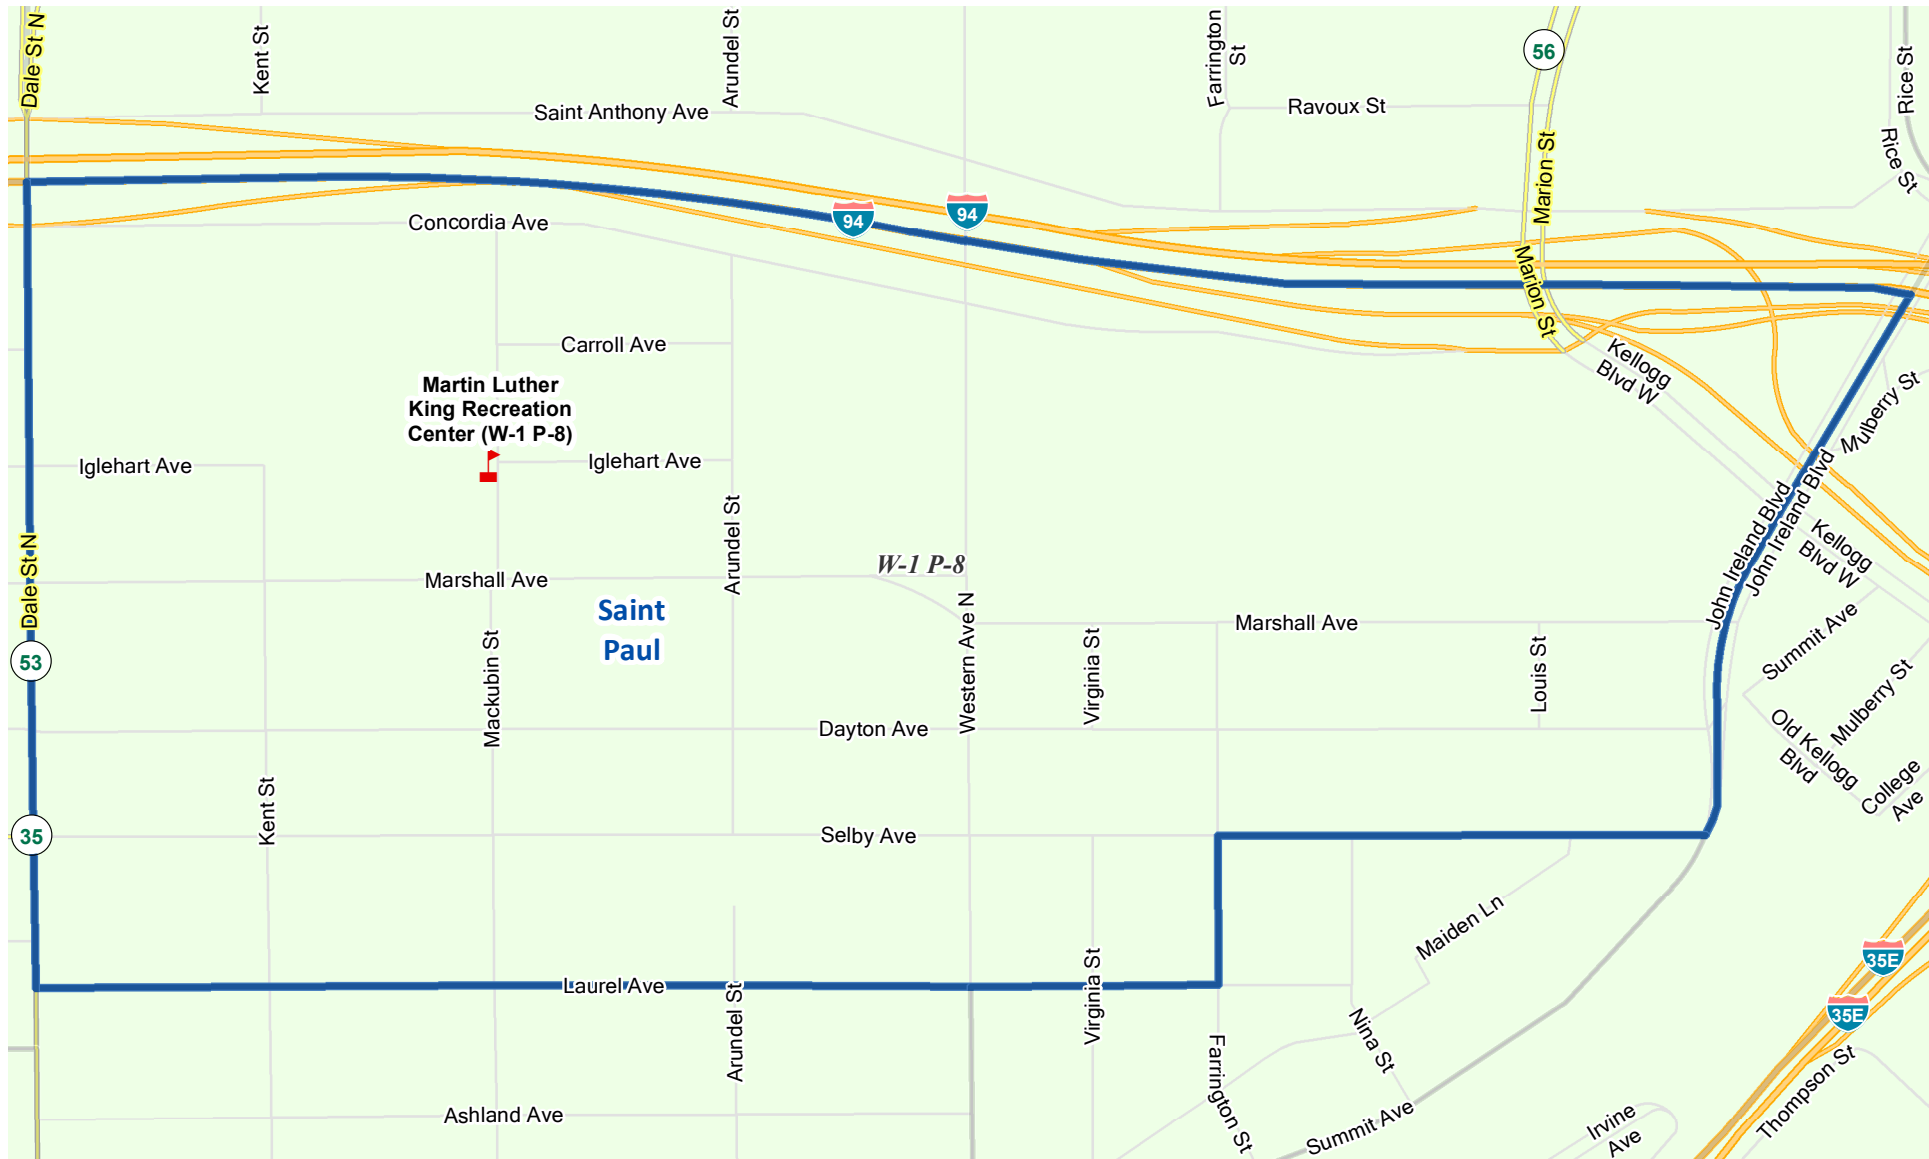 Dale St N
Kent St
Arundel St
Farrington
St
56
Rice St
Saint Anthony Ave
Ravoux St
Marion St
Rice St
94
94
Concordia Ave
Marion St
Carroll Ave
Kellogg
Blvd W
Martin Luther
King Recreation
Center (W-1 P-8)
Mulberry St
Iglehart Ave
Iglehart Ave
Arundel St
John Ireland Blvd
John Ireland Blvd
Kellogg
Blvd W
Dale St N
Marshall Ave
W-1 P-8
Saint
Paul
Western Ave N
Marshall Ave
Summit Ave
53
Mackubin St
Virginia St
Louis St
Mulberry St
Dayton Ave
Old Kellogg
Blvd
College
Ave
Kent St
35
Selby Ave
Maiden Ln
35E
Laurel Ave
Arundel St
Virginia St
35E
Nina St
Farrington St
Thompson St
Ashland Ave
Summit Ave
Irvine
Ave